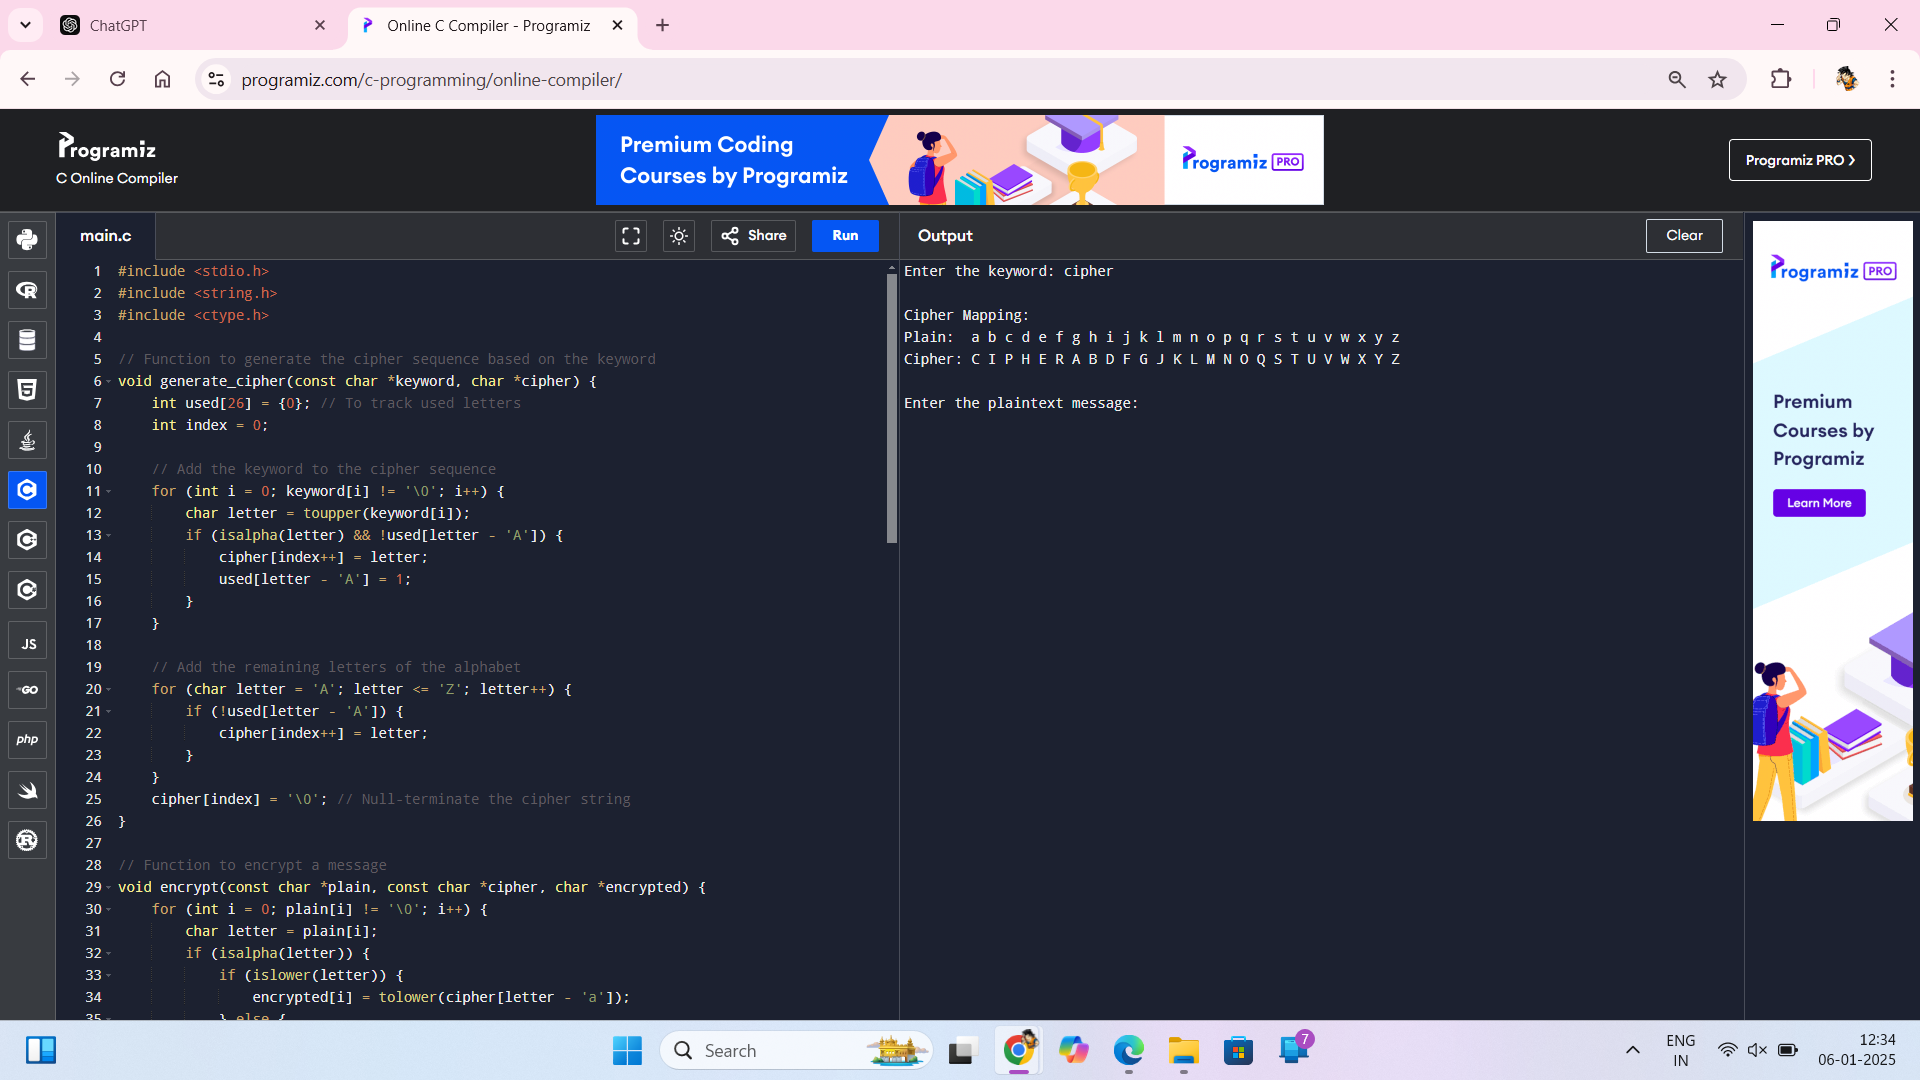 ChatGPT
Online C Compiler - Programiz
programiz.com/c-programming/online-compiler/
Programiz
C Online Compiler
Premium Coding
Courses by Programiz
Programiz PRO
Programiz PRO ❯
main.c
Share
Run
Output
Clear
1 #include <stdio.h>
2 #include <string.h>
3 #include <ctype.h>
4
5 // Function to generate the cipher sequence based on the keyword
6 void generate_cipher(const char *keyword, char *cipher) {
7     int used[26] = {0}; // To track used letters
8     int index = 0;
9
10     // Add the keyword to the cipher sequence
11     for (int i = 0; keyword[i] != '\0'; i++) {
12         char letter = toupper(keyword[i]);
13         if (isalpha(letter) && !used[letter - 'A']) {
14             cipher[index++] = letter;
15             used[letter - 'A'] = 1;
16         }
17     }
18
19     // Add the remaining letters of the alphabet
20     for (char letter = 'A'; letter <= 'Z'; letter++) {
21         if (!used[letter - 'A']) {
22             cipher[index++] = letter;
23         }
24     }
25     cipher[index] = '\0'; // Null-terminate the cipher string
26 }
27
28 // Function to encrypt a message
29 void encrypt(const char *plain, const char *cipher, char *encrypted) {
30     for (int i = 0; plain[i] != '\0'; i++) {
31         char letter = plain[i];
32         if (isalpha(letter)) {
33             if (islower(letter)) {
34                 encrypted[i] = tolower(cipher[letter - 'a']);
35             } else {
Enter the keyword: cipher
Cipher Mapping:
Plain:  a b c d e f g h i j k l m n o p q r s t u v w x y z
Cipher: C I P H E R A B D F G J K L M N O Q S T U V W X Y Z
Enter the plaintext message:
Programiz PRO
Premium
Courses by
Programiz
Learn More
JS
GO
php
Search
7
ENG
IN
12:34
06-01-2025